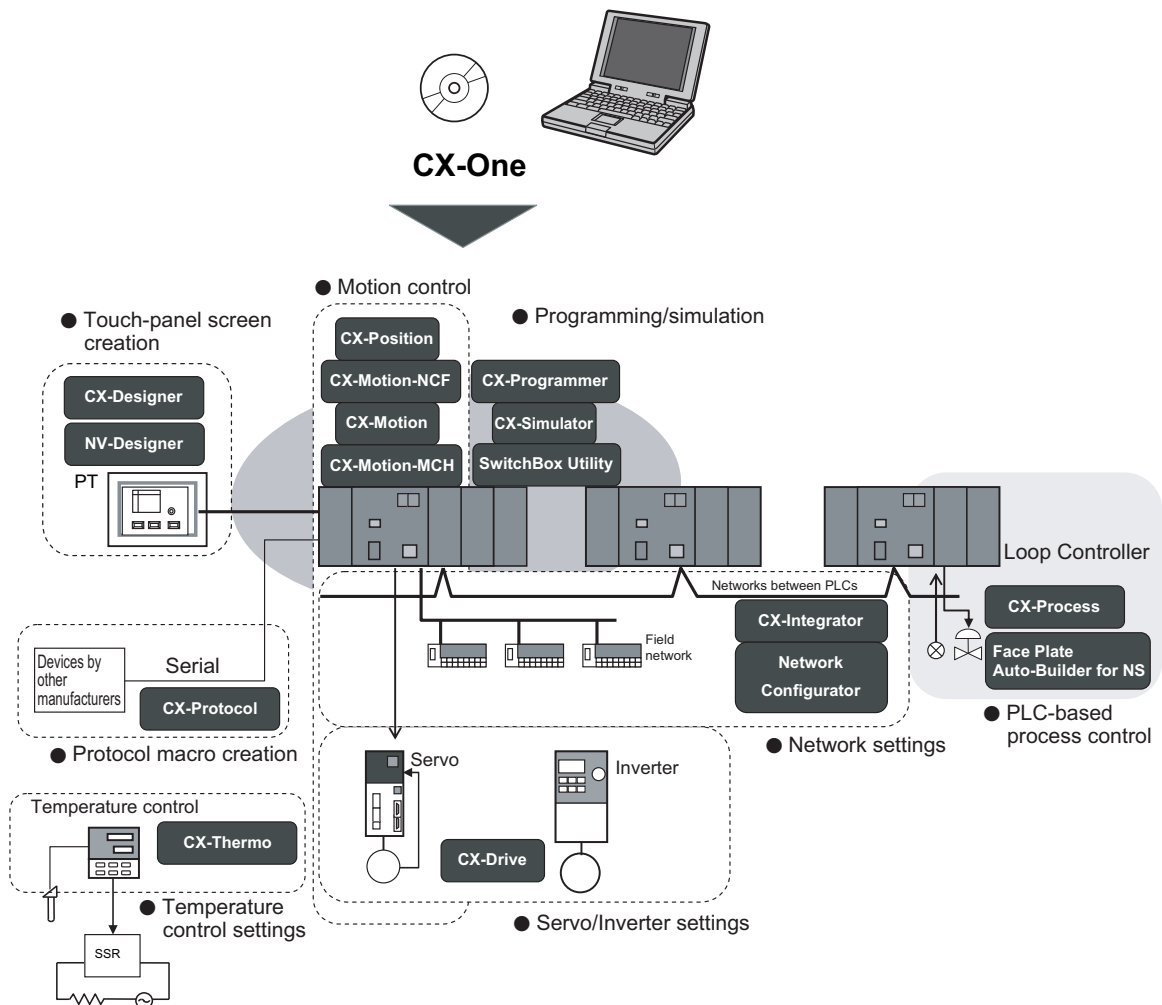 CX-One
● Motion control
● Touch-panel screen
creation
● Programming/simulation
CX-Position
CX-Motion-NCF
CX-Motion
CX-Motion-MCH
CX-Programmer
CX-Simulator
SwitchBox Utility
CX-Designer
NV-Designer
PT
Loop Controller
Networks between PLCs
CX-Process
Face Plate
Auto-Builder for NS
CX-Integrator
Network
Configurator
Field
network
Devices by
other
manufacturers
Serial
CX-Protocol
● PLC-based
process control
● Network settings
● Protocol macro creation
Servo
Inverter
CX-Drive
Temperature control
CX-Thermo
● Temperature
control settings
● Servo/Inverter settings
SSR